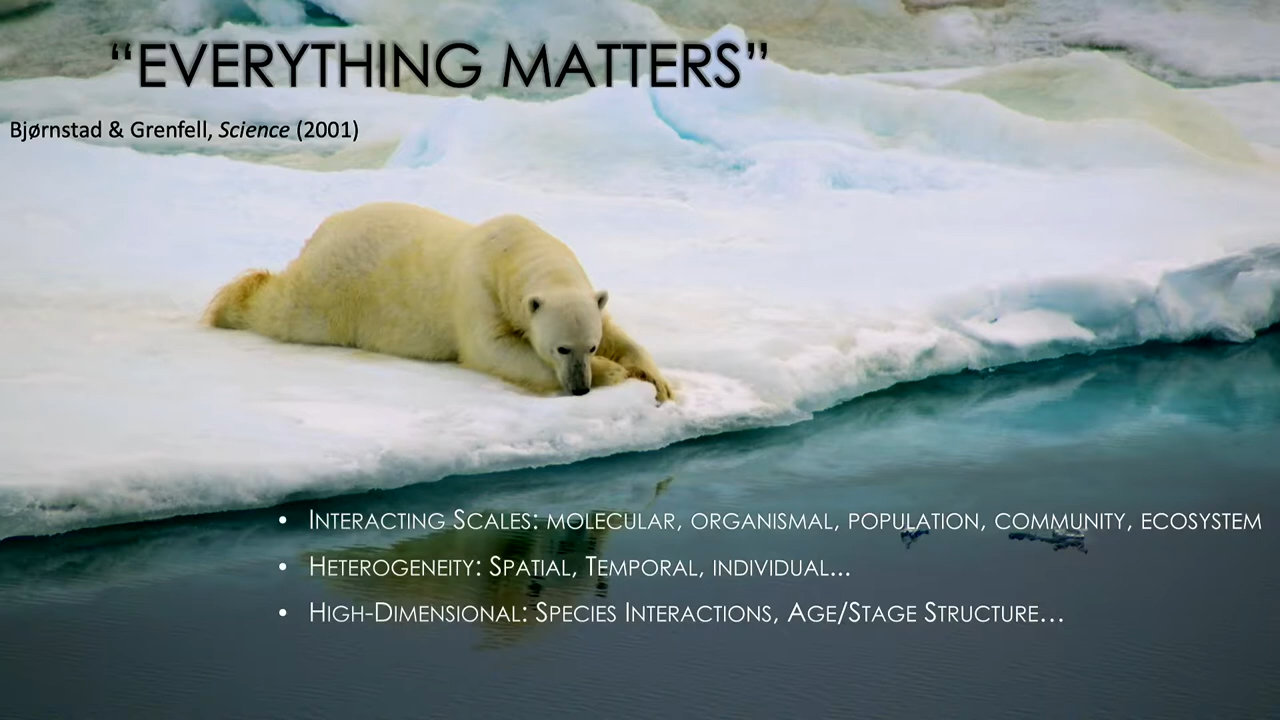 “EVERYTHING MATTERS”
Bjørnstad & Grenfell, Science (2001)
• INTERACTING SCALES: MOLECULAR, ORGANISMAL, POPULATION, COMMUNITY, ECOSYSTEM
• HETEROGENEITY: SPATIAL, TEMPORAL, INDIVIDUAL...
• HIGH-DIMENSIONAL: SPECIES INTERACTIONS, AGE/STAGE STRUCTURE...